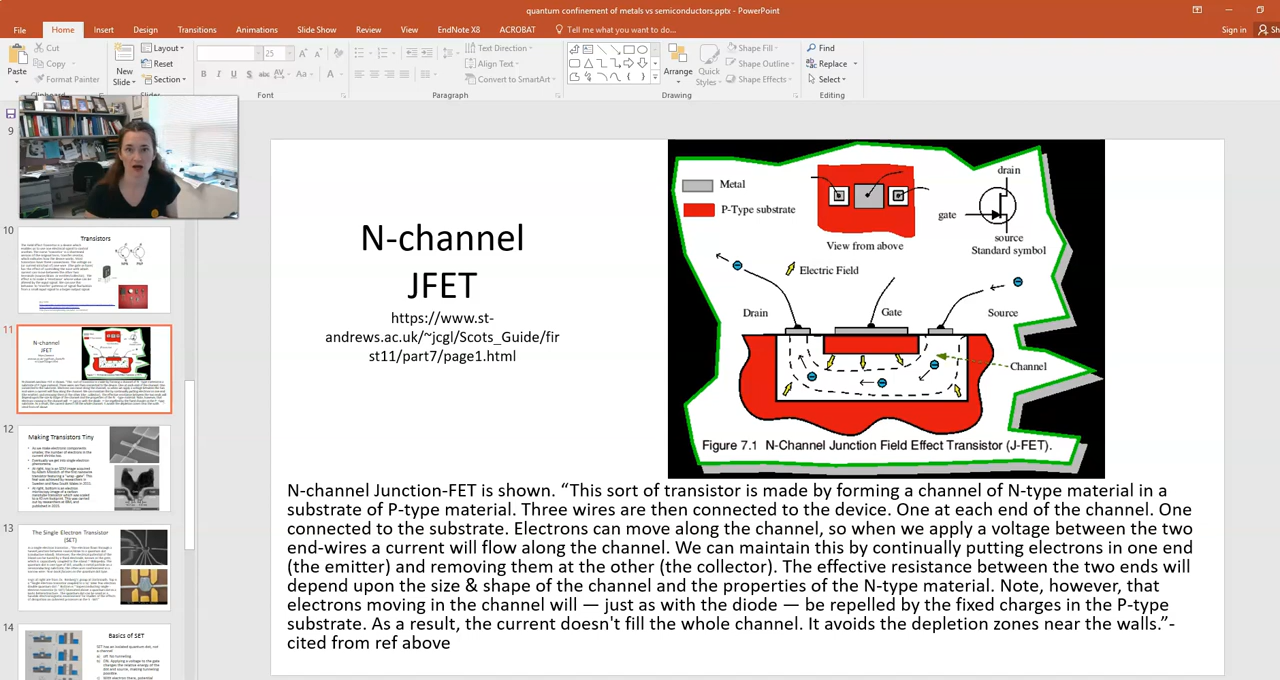 quantum confinement of metals vs semiconductors.pptx - PowerPoint
File Home Insert Design Transitions Animations Slide Show Review View EndNote X8 ACROBAT Tell me what you want to do... Sign in Sh
Cut
Copy
Format Painter
Paste
Clipboard
New Slide
Layout
Reset
Section
Slides
25
B I U S abc AV Aa A
Font
Text Direction
Align Text
Convert to SmartArt
Paragraph
Arrange
Quick Styles
Shape Fill
Shape Outline
Shape Effects
Drawing
Find
Replace
Select
Editing
9
10
Transistors
11
N-channel
JFET
12
Making Transistors Tiny
13
The Single Electron Transistor
(SET)
14
Basics of SET
N-channel
JFET
https://www.st-
andrews.ac.uk/~jcgl/Scots_Guide/fir
st11/part7/page1.html
Metal
P-Type substrate
View from above
drain
gate
source
Standard symbol
Electric Field
Drain
Gate
Source
Channel
Figure 7.1 N-Channel Junction Field Effect Transistor (J-FET).
N-channel Junction-FET is shown. “This sort of transistor is made by forming a channel of N-type material in a
substrate of P-type material. Three wires are then connected to the device. One at each end of the channel. One
connected to the substrate. Electrons can move along the channel, so when we apply a voltage between the two
end-wires a current will flow along the channel. We can maintain this by continually putting electrons in one end
(the emitter) and removing them at the other (the collector). The effective resistance between the two ends will
depend upon the size & shape of the channel and the properties of the N-type material. Note, however, that
electrons moving in the channel will — just as with the diode — be repelled by the fixed charges in the P-type
substrate. As a result, the current doesn't fill the whole channel. It avoids the depletion zones near the walls.”-
cited from ref above